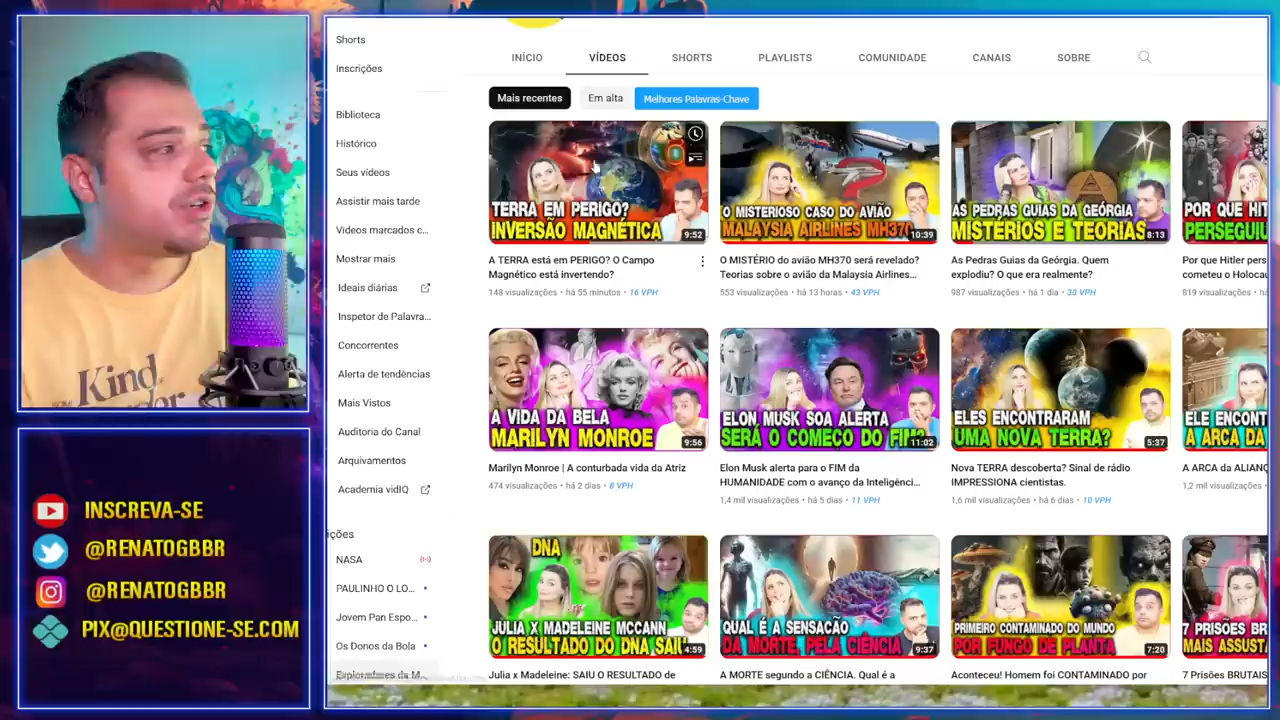 Shorts
Inscrições
Biblioteca
Histórico
Seus vídeos
Assistir mais tarde
Vídeos marcados c...
Mostrar mais
Ideais diárias
Inspetor de Palavra...
Concorrentes
Alerta de tendências
Mais Vistos
Auditoria do Canal
Arquivamentos
Academia vidIQ
ições
NASA
PAULINHO O LO...
Jovem Pan Espo...
Os Donos da Bola
INÍCIO VÍDEOS SHORTS PLAYLISTS COMUNIDADE CANAIS SOBRE
Mais recentes Em alta Melhores Palavras-Chave
TERRA EM PERIGO?
INVERSÃO MAGNÉTICA
9:52
A TERRA está em PERIGO? O Campo
Magnético está invertendo?
148 visualizações • há 55 minutos • 16 VPH
O MISTERIOSO CASO DO AVIÃO
MALAYSIA AIRLINES MH370
10:39
O MISTÉRIO do avião MH370 será revelado?
Teorias sobre o avião da Malaysia Airlines...
553 visualizações • há 13 horas • 43 VPH
AS PEDRAS GUIAS DA GEÓRGIA
MISTÉRIOS E TEORIAS
8:13
As Pedras Guias da Geórgia. Quem
explodiu? O que era realmente?
987 visualizações • há 1 dia • 30 VPH
POR QUE HIT
PERSEGUIU
Por que Hitler pers
cometeu o Holocau
819 visualizações • há
A VIDA DA BELA
MARILYN MONROE
9:56
Marilyn Monroe | A conturbada vida da Atriz
474 visualizações • há 2 dias • 8 VPH
ELON MUSK SOA ALERTA
SERÁ O COMEÇO DO FIM?
11:02
Elon Musk alerta para o FIM da
HUMANIDADE com o avanço da Inteligênci...
1,4 mil visualizações • há 5 dias • 11 VPH
ELES ENCONTRARAM
UMA NOVA TERRA?
5:37
Nova TERRA descoberta? Sinal de rádio
IMPRESSIONA cientistas.
1,6 mil visualizações • há 6 dias • 10 VPH
ELE ENCONT
A ARCA DA
A ARCA da ALIANÇ
1,2 mil visualizações
DNA
JULIA X MADELEINE MCCANN
O RESULTADO DO DNA SAIU
4:59
Julia x Madeleine: SAIU O RESULTADO de
QUAL É A SENSAÇÃO
DA MORTE, PELA CIÊNCIA
9:37
A MORTE segundo a CIÊNCIA. Qual é a
PRIMEIRO CONTAMINADO DO MUNDO
POR FUNGO DE PLANTA
7:20
Aconteceu! Homem foi CONTAMINADO por
7 PRISÕES BR
MAIS ASSUST
7 Prisões BRUTAIS
Kind
INSCREVA-SE
@RENATOGBBR
@RENATOGBBR
PIX@QUESTIONE-SE.COM